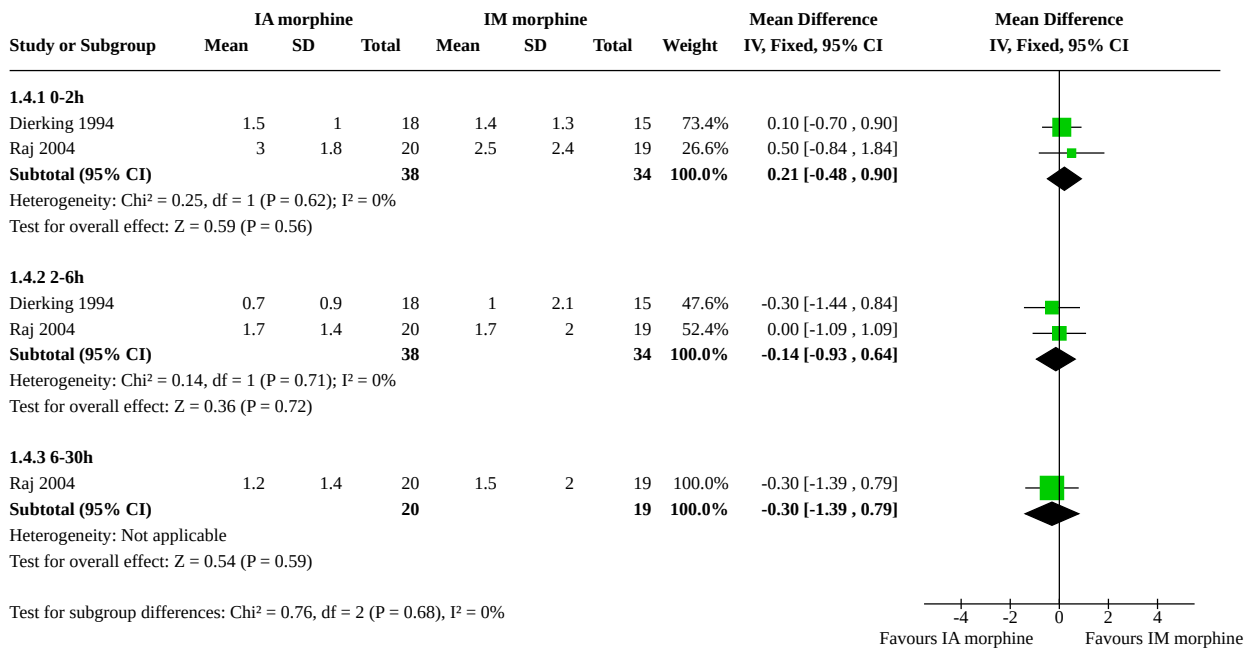 IA morphine IM morphine Mean Difference Mean Difference
Study or Subgroup Mean SD Total Mean SD Total Weight IV, Fixed, 95% CI IV, Fixed, 95% CI
1.4.1 0-2h
Dierking 1994 1.5 1 18 1.4 1.3 15 73.4% 0.10 [-0.70 , 0.90]
Raj 2004 3 1.8 20 2.5 2.4 19 26.6% 0.50 [-0.84 , 1.84]
Subtotal (95% CI) 38 34 100.0% 0.21 [-0.48 , 0.90]
Heterogeneity: Chi² = 0.25, df = 1 (P = 0.62); I² = 0%
Test for overall effect: Z = 0.59 (P = 0.56)
1.4.2 2-6h
Dierking 1994 0.7 0.9 18 1 2.1 15 47.6% -0.30 [-1.44 , 0.84]
Raj 2004 1.7 1.4 20 1.7 2 19 52.4% 0.00 [-1.09 , 1.09]
Subtotal (95% CI) 38 34 100.0% -0.14 [-0.93 , 0.64]
Heterogeneity: Chi² = 0.14, df = 1 (P = 0.71); I² = 0%
Test for overall effect: Z = 0.36 (P = 0.72)
1.4.3 6-30h
Raj 2004 1.2 1.4 20 1.5 2 19 100.0% -0.30 [-1.39 , 0.79]
Subtotal (95% CI) 20 19 100.0% -0.30 [-1.39 , 0.79]
Heterogeneity: Not applicable
Test for overall effect: Z = 0.54 (P = 0.59)
Test for subgroup differences: Chi² = 0.76, df = 2 (P = 0.68), I² = 0%
-4 -2 0 2 4
Favours IA morphine Favours IM morphine